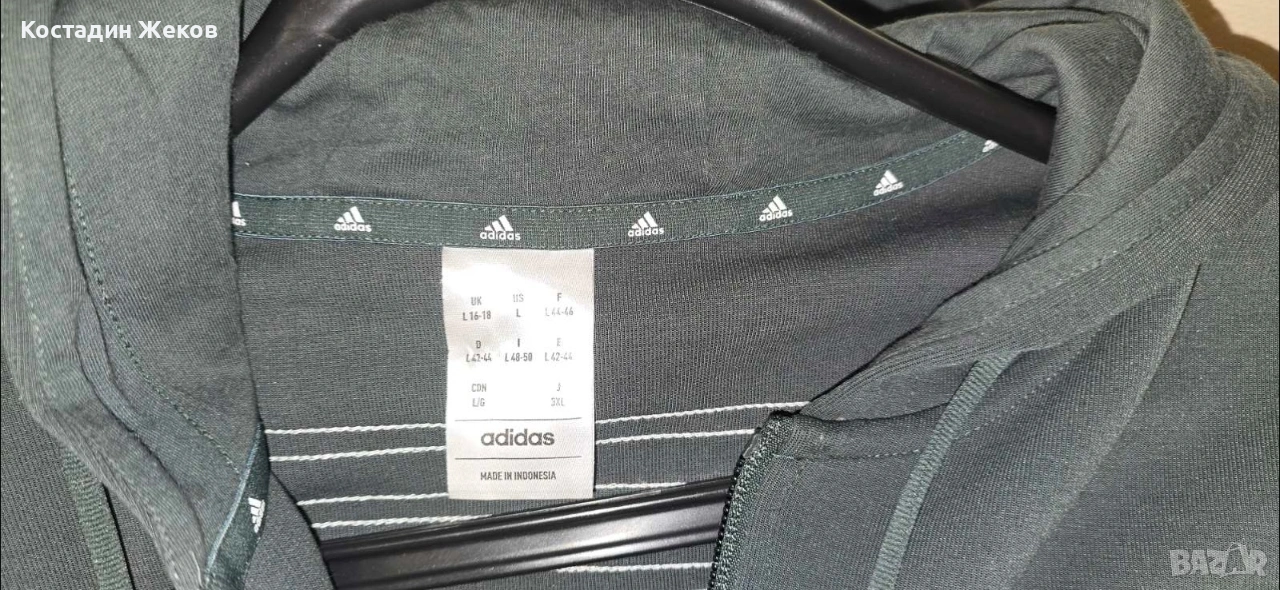 Костадин Жеков
adidas
adidas
adidas
adidas
adidas
UK US F
L 16-18 L L 44-46
D I E
L 42-44 L 48-50 L 42-44
CDN J
L/G 3XL
adidas
MADE IN INDONESIA
BAZAR